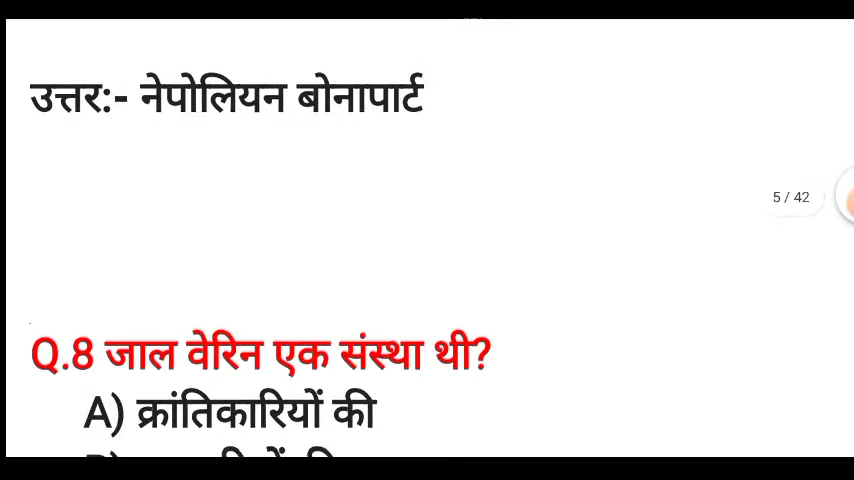 उत्तर:- नेपोलियन बोनापार्ट
5 / 42
Q.8 जाल वेरिन एक संस्था थी?
A) क्रांतिकारियों की